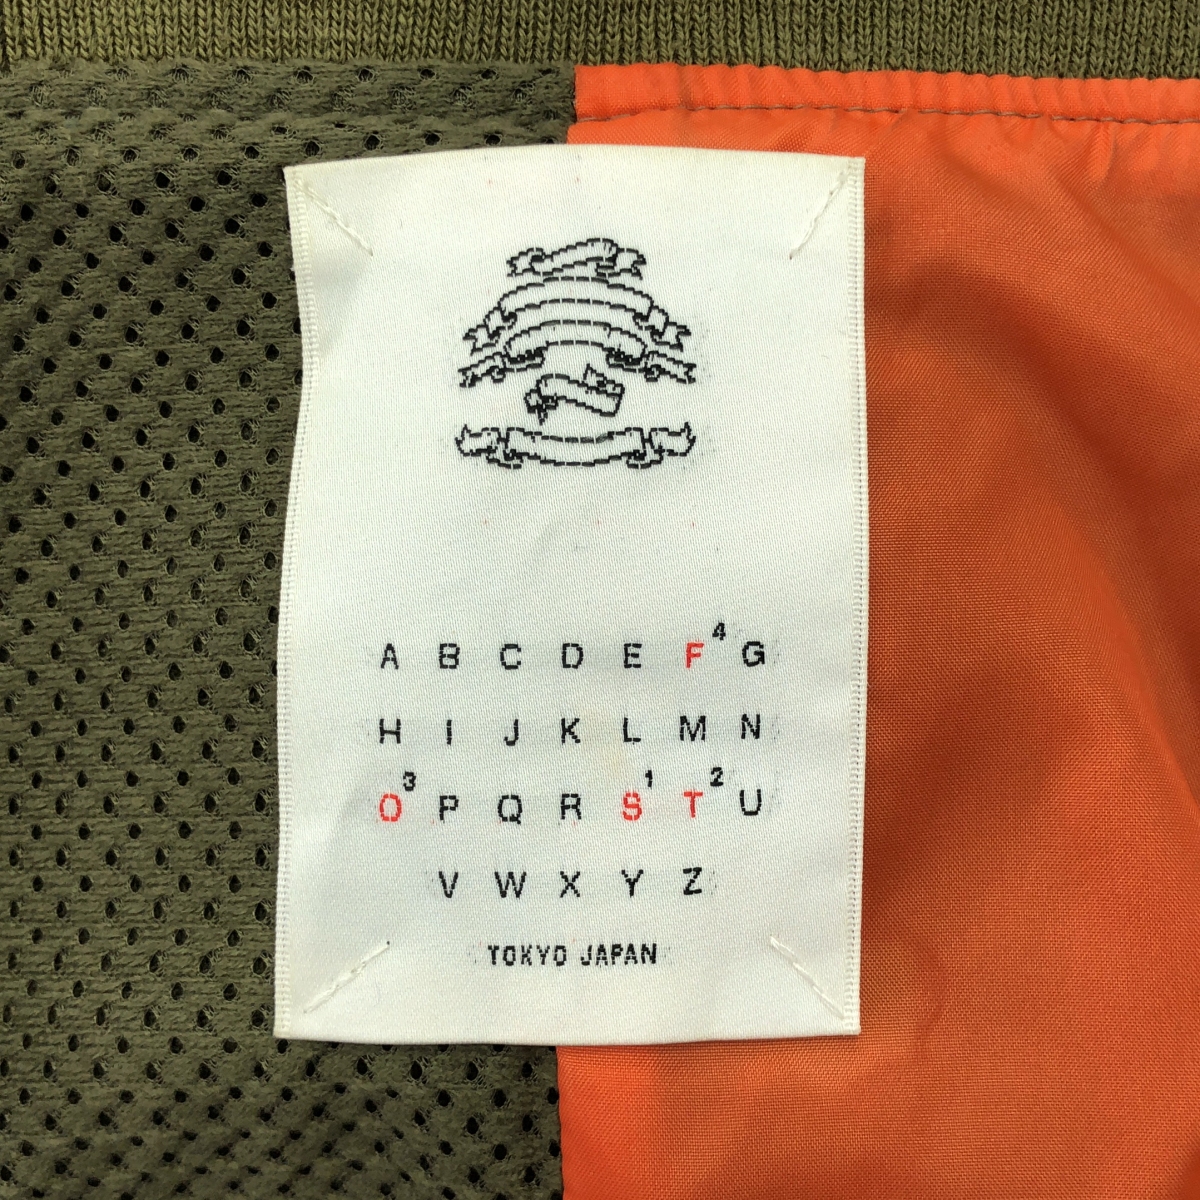 A B C D E F⁴ G
H I J K L M N
O³ P Q R S¹ T² U
V W X Y Z
TOKYO JAPAN